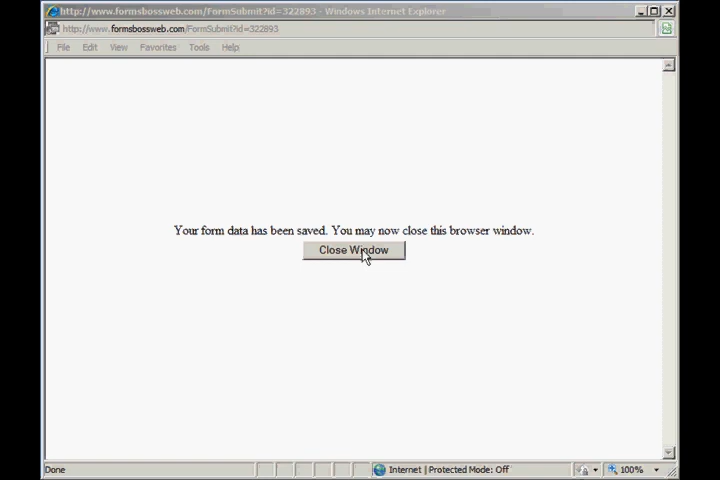 http://www.formsbossweb.com/FormSubmit?id=322893 - Windows Internet Explorer
http://www.formsbossweb.com/FormSubmit?id=322893
File Edit View Favorites Tools Help
Your form data has been saved. You may now close this browser window.
Close Window
Done Internet | Protected Mode: Off 100%